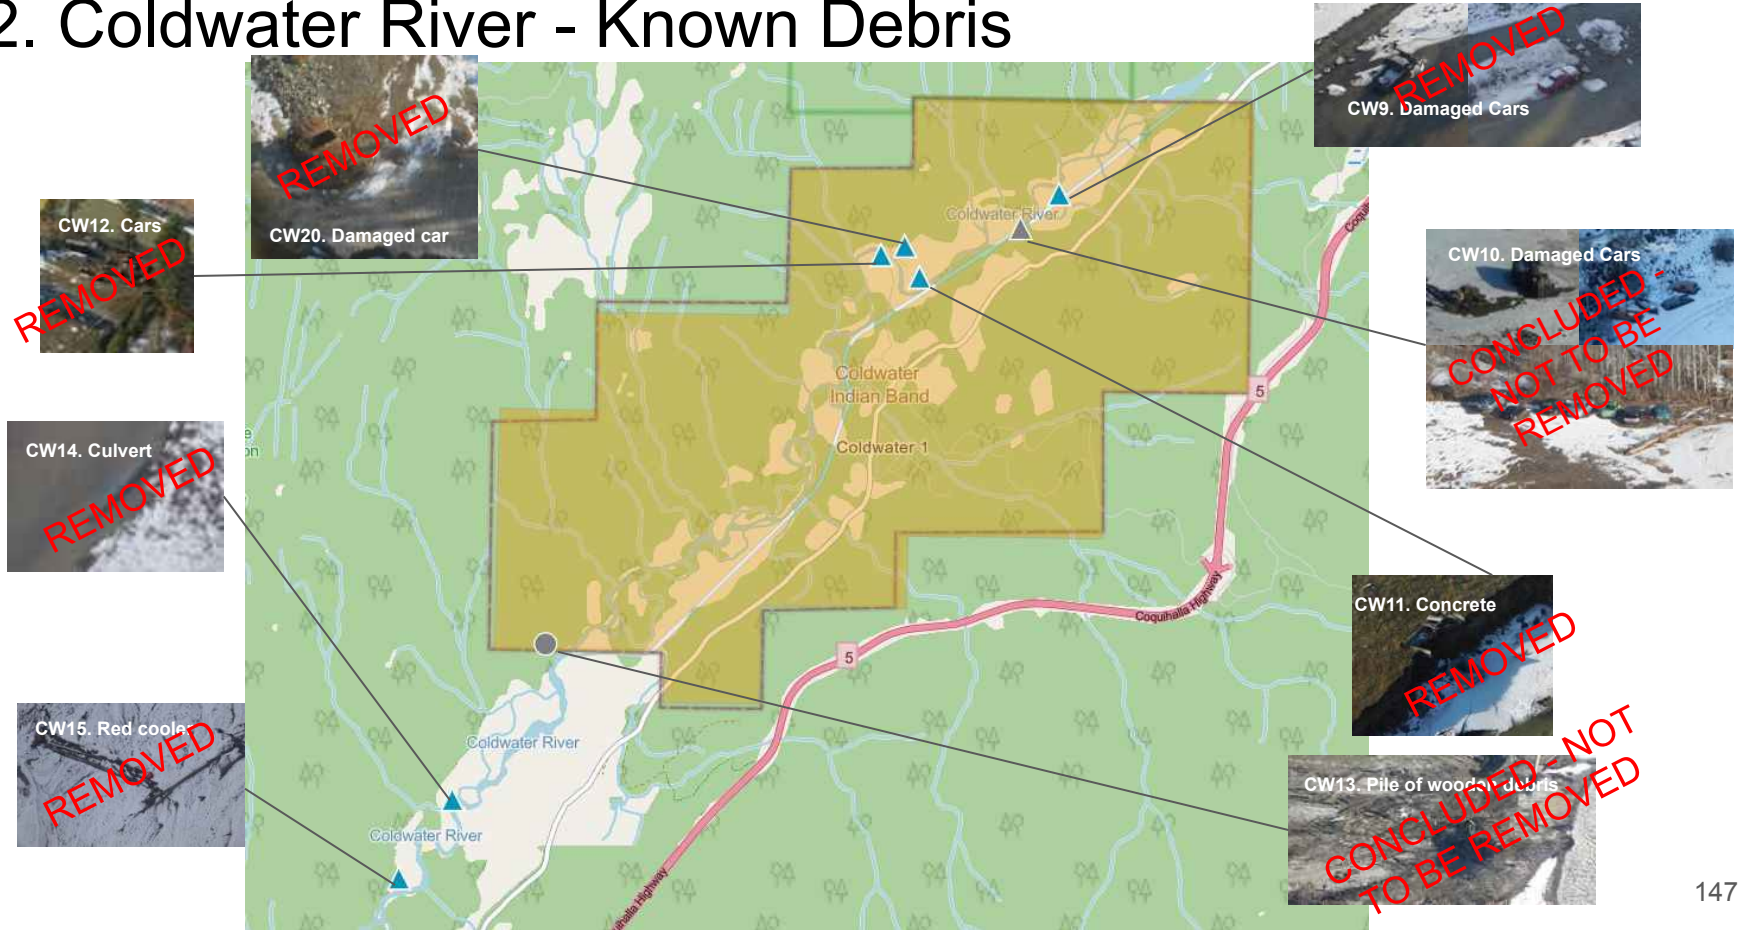 2. Coldwater River - Known Debris
REMOVED
CW20. Damaged car
REMOVED
CW9. Damaged Cars
CW12. Cars
REMOVED
CW10. Damaged Cars
CONCLUDED -
NOT TO BE
REMOVED
CW14. Culvert
REMOVED
CW11. Concrete
REMOVED
CW15. Red cooler
REMOVED
CW13. Pile of wooden debris
CONCLUDED - NOT
TO BE REMOVED
Coldwater River
Coldwater
Indian Band
Coldwater 1
5
Coquihalla Highway
5
Coldwater River
Coldwater River
147